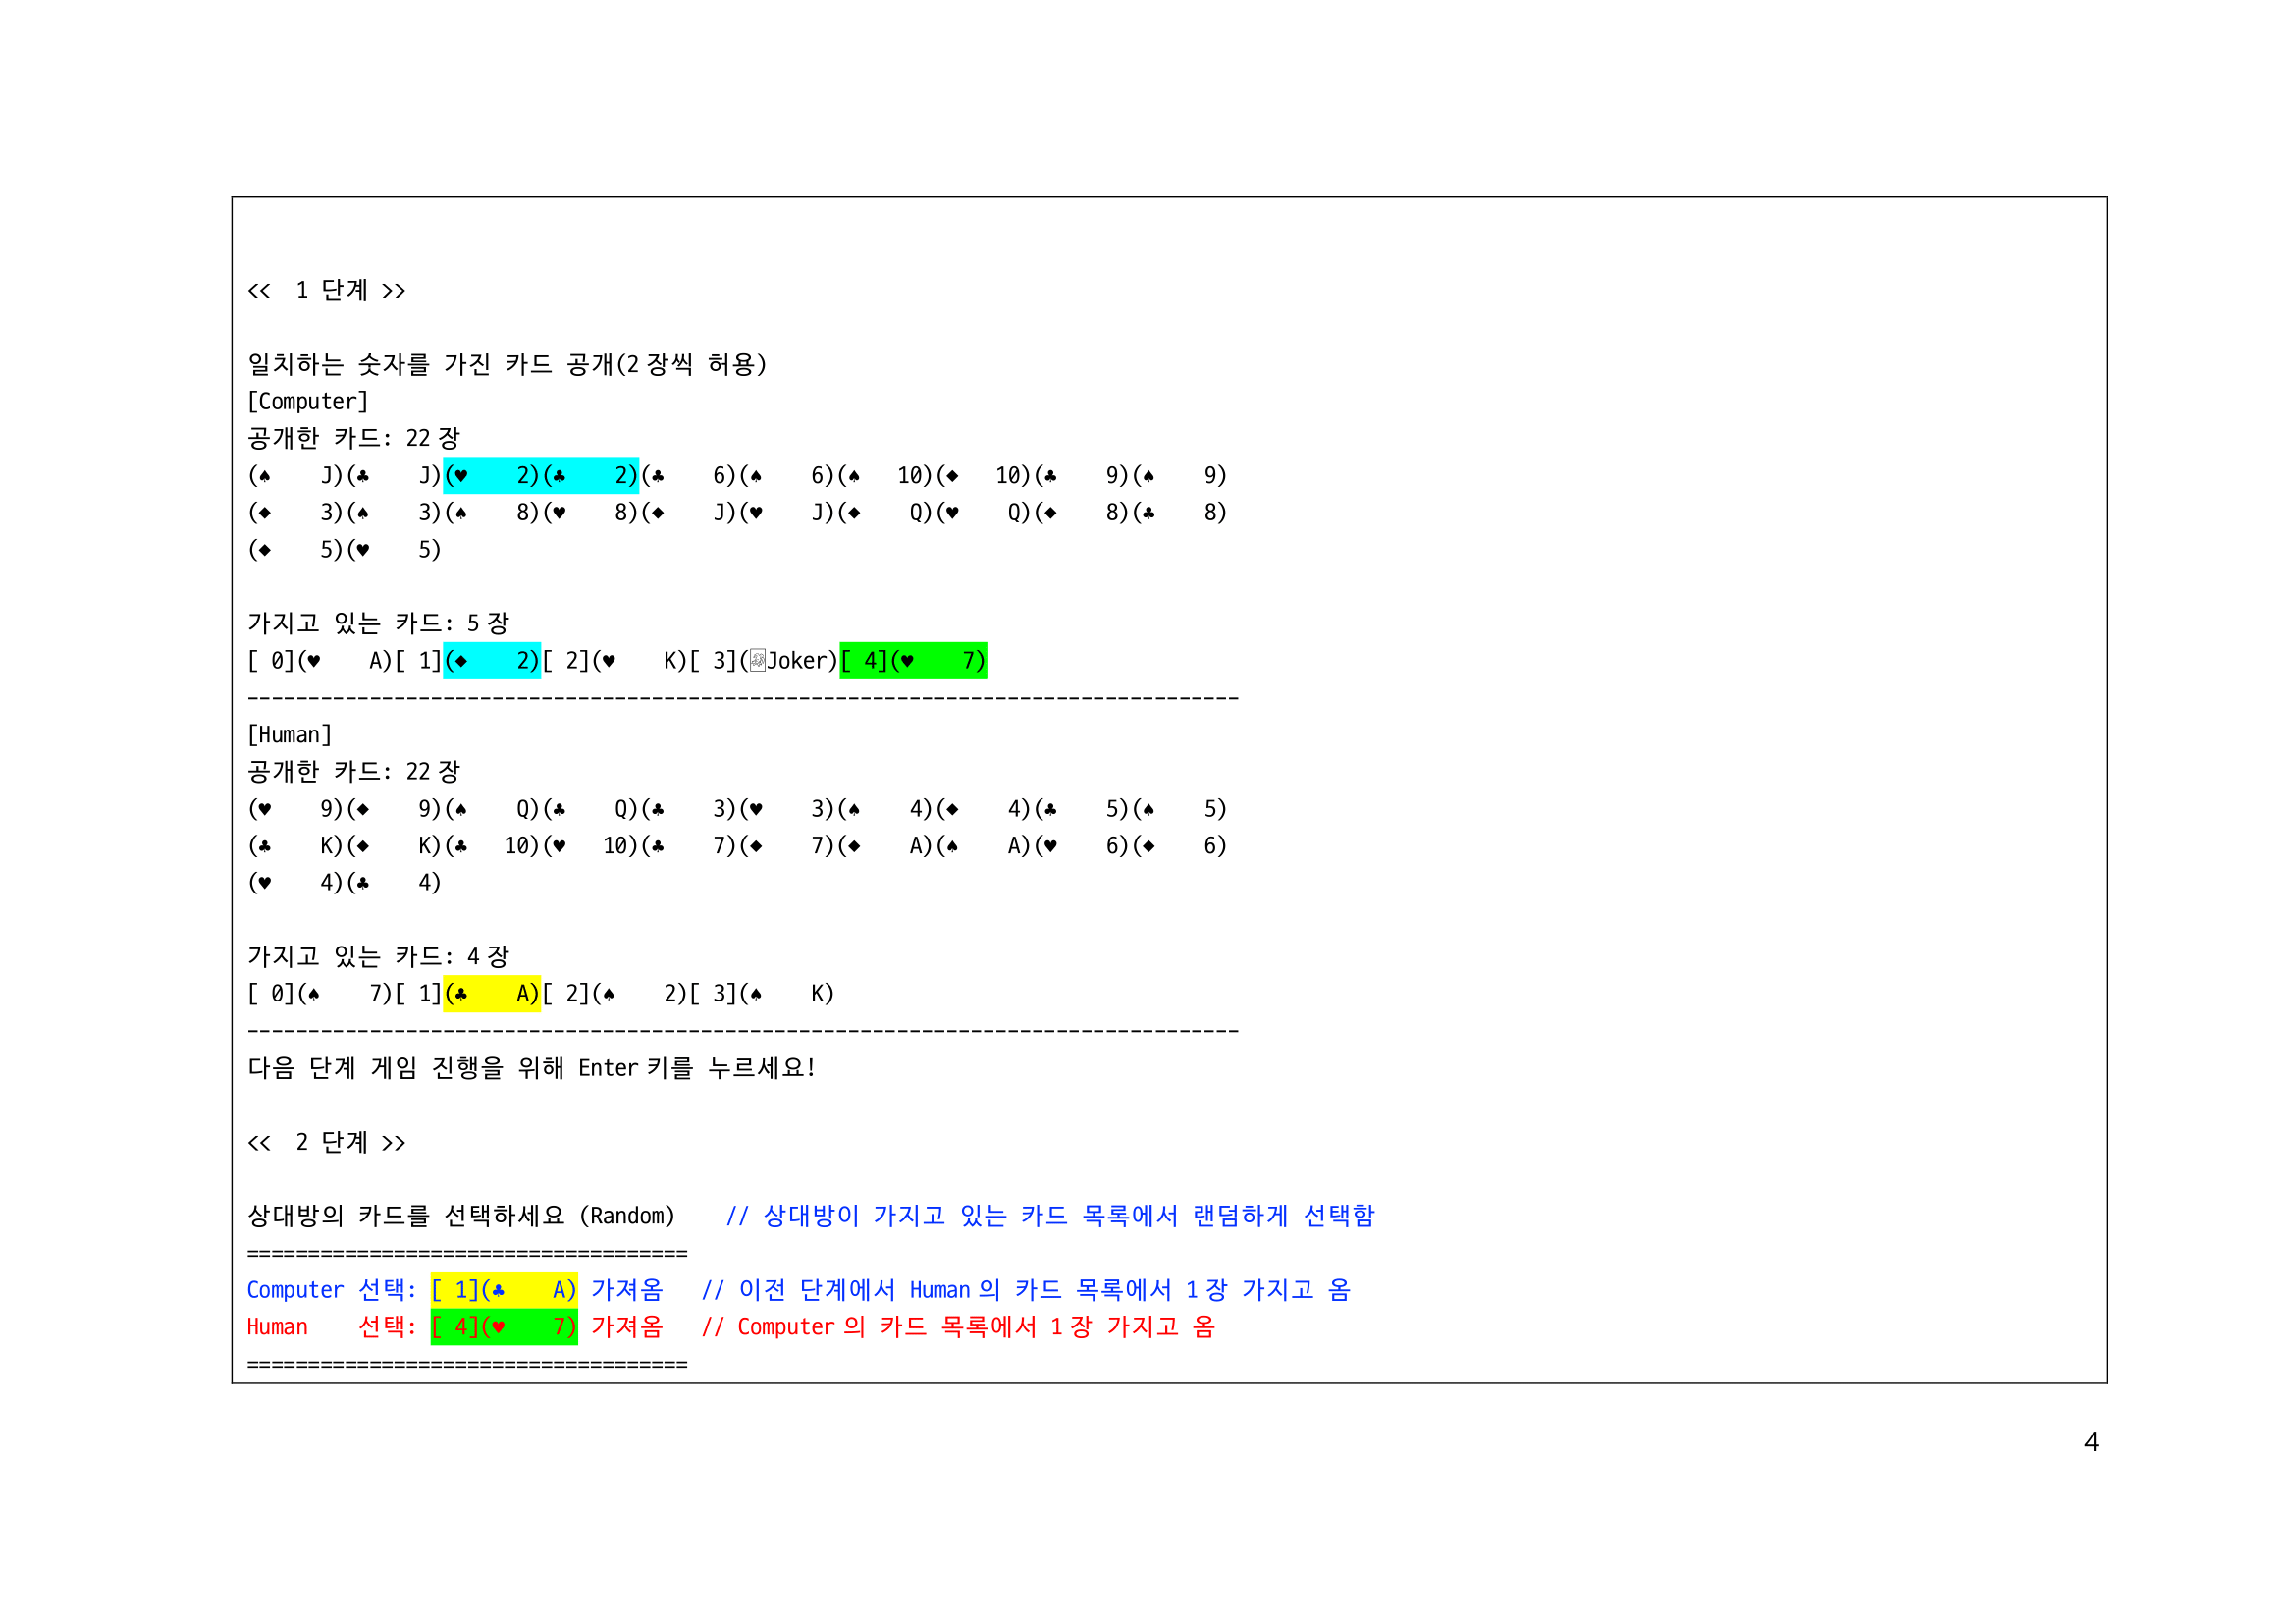 <<  1 단계 >>
일치하는 숫자를 가진 카드 공개(2 장씩 허용)
[Computer]
공개한 카드: 22 장
(♠    J)(♣    J)(♥    2)(♣    2)(♣    6)(♠    6)(♠   10)(◆   10)(♣    9)(♠    9)
(◆    3)(♠    3)(♠    8)(♥    8)(◆    J)(♥    J)(◆    Q)(♥    Q)(◆    8)(♣    8)
(◆    5)(♥    5)
가지고 있는 카드: 5 장
[ 0](♥    A)[ 1](◆    2)[ 2](♥    K)[ 3](🃏Joker)[ 4](♥    7)
---------------------------------------------------------------------------------
[Human]
공개한 카드: 22 장
(♥    9)(◆    9)(♠    Q)(♣    Q)(♣    3)(♥    3)(♠    4)(◆    4)(♣    5)(♠    5)
(♣    K)(◆    K)(♣   10)(♥   10)(♣    7)(◆    7)(◆    A)(♠    A)(♥    6)(◆    6)
(♥    4)(♣    4)
가지고 있는 카드: 4 장
[ 0](♠    7)[ 1](♣    A)[ 2](♠    2)[ 3](♠    K)
---------------------------------------------------------------------------------
다음 단계 게임 진행을 위해 Enter 키를 누르세요!
<<  2 단계 >>
상대방의 카드를 선택하세요 (Random)    // 상대방이 가지고 있는 카드 목록에서 랜덤하게 선택함
====================================
Computer 선택: [ 1](♣    A) 가져옴   // 이전 단계에서 Human 의 카드 목록에서 1 장 가지고 옴
Human    선택: [ 4](♥    7) 가져옴   // Computer 의 카드 목록에서 1 장 가지고 옴
====================================
4